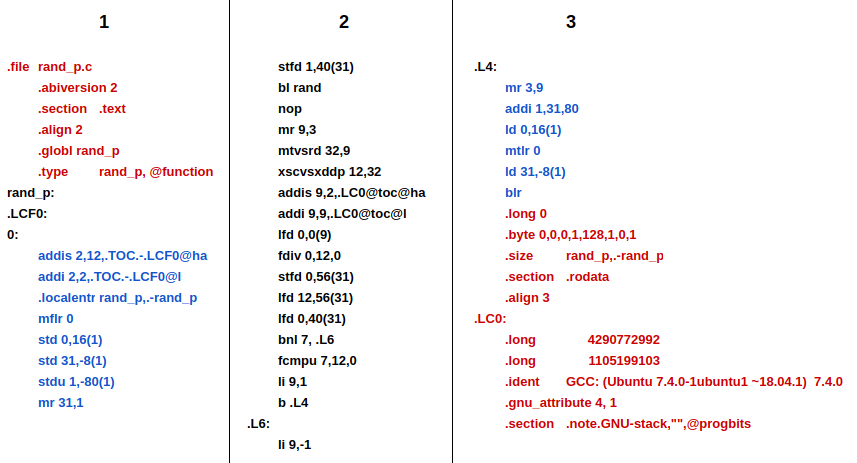 1
.file rand_p.c
.abiversion 2
.section .text
.align 2
.globl rand_p
.type rand_p, @function
rand_p:
.LCF0:
0:
addis 2,12,.TOC.-.LCF0@ha
addi 2,2,.TOC.-.LCF0@l
.localentr rand_p,.-rand_p
mflr 0
std 0,16(1)
std 31,-8(1)
stdu 1,-80(1)
mr 31,1
2
stfd 1,40(31)
bl rand
nop
mr 9,3
mtvsrd 32,9
xscvsxddp 12,32
addis 9,2,.LC0@toc@ha
addi 9,9,.LC0@toc@l
lfd 0,0(9)
fdiv 0,12,0
stfd 0,56(31)
lfd 12,56(31)
lfd 0,40(31)
bnl 7, .L6
fcmpu 7,12,0
li 9,1
b .L4
.L6:
li 9,-1
3
.L4:
mr 3,9
addi 1,31,80
ld 0,16(1)
mtlr 0
ld 31,-8(1)
blr
.long 0
.byte 0,0,0,1,128,1,0,1
.size rand_p,.-rand_p
.section .rodata
.align 3
.LC0:
.long 4290772992
.long 1105199103
.ident GCC: (Ubuntu 7.4.0-1ubuntu1 ~18.04.1) 7.4.0
.gnu_attribute 4, 1
.section .note.GNU-stack,"",@progbits